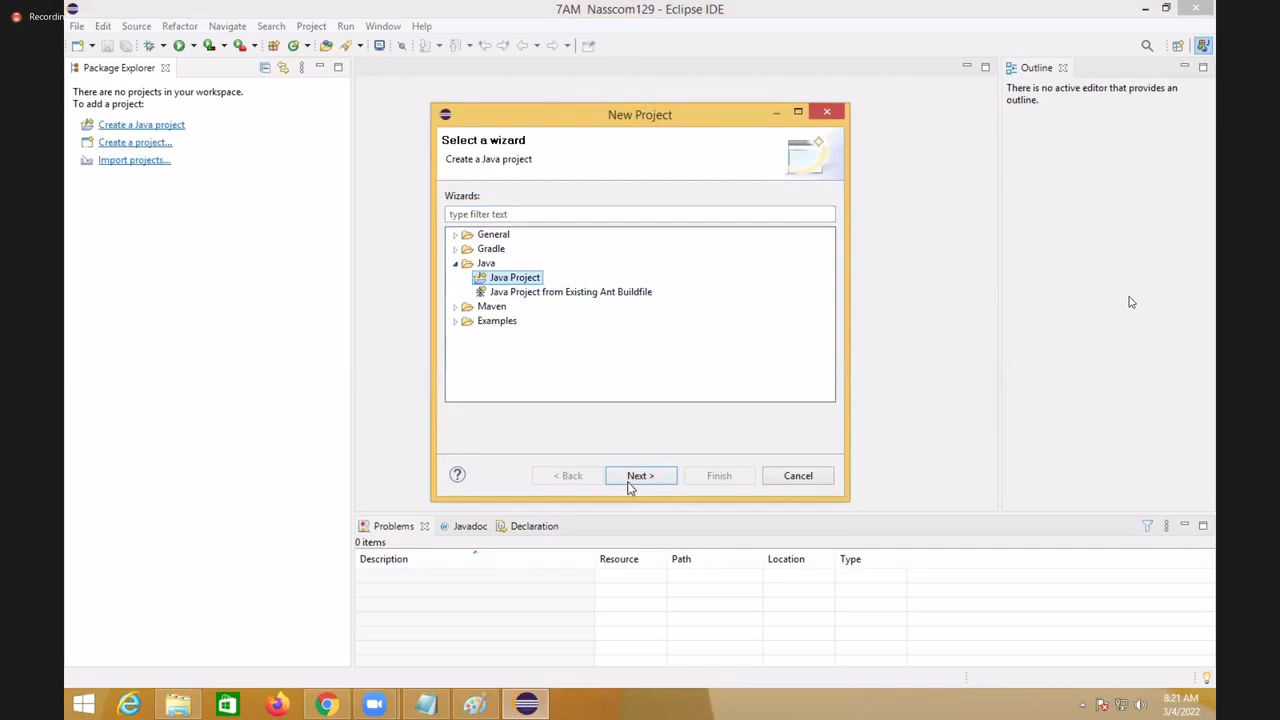 Recording
7AM Nasscom129 - Eclipse IDE
File Edit Source Refactor Navigate Search Project Run Window Help
Package Explorer
There are no projects in your workspace.
To add a project:
Create a Java project
Create a project...
Import projects...
New Project
Select a wizard
Create a Java project
Wizards:
type filter text
General
Gradle
Java
Java Project
Java Project from Existing Ant Buildfile
Maven
Examples
?
< Back Next > Finish Cancel
Outline
There is no active editor that provides an
outline.
Problems @ Javadoc Declaration
0 items
Description Resource Path Location Type
8:21 AM
3/4/2022